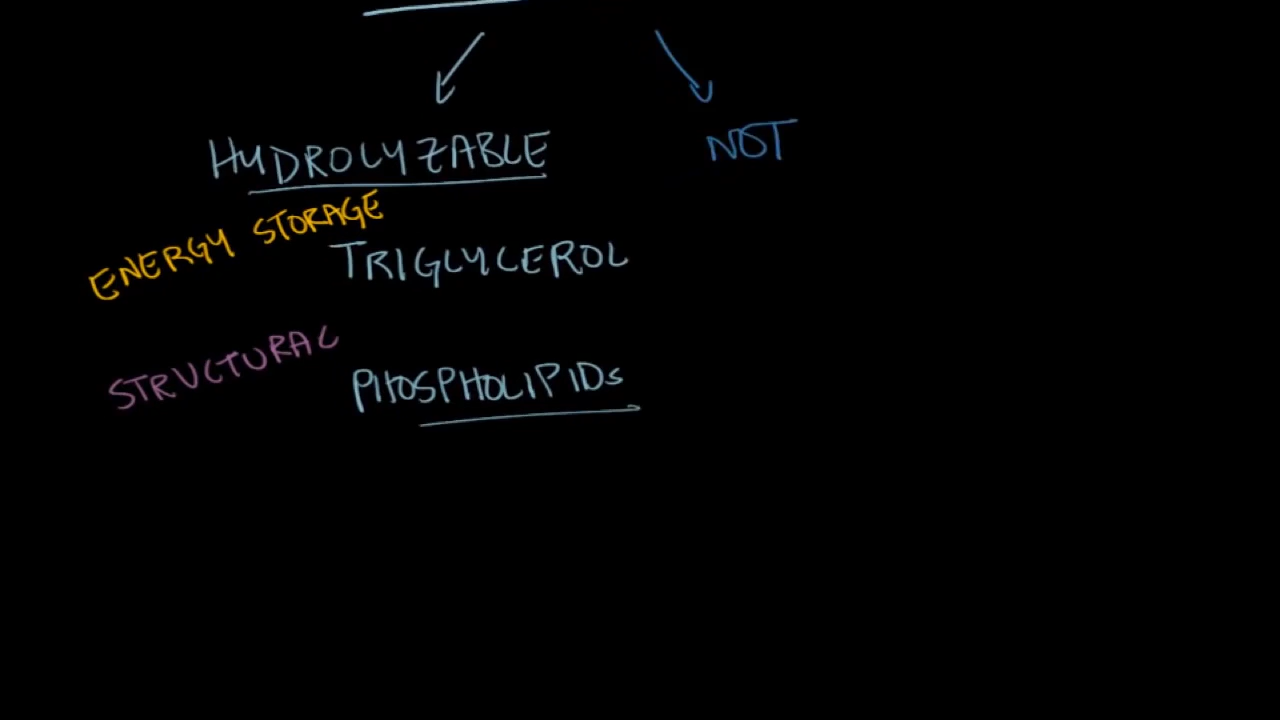 HYDROLYZABLE NOT
ENERGY STORAGE
TRIGLYCEROL
STRUCTURAL
PHOSPHOLIPIDS